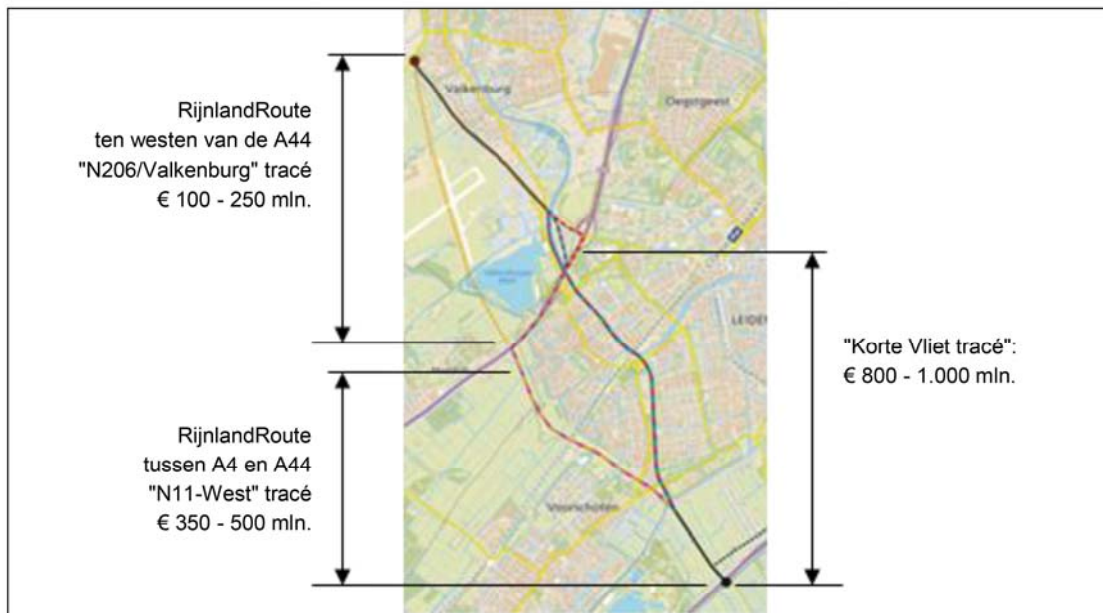 RijnlandRoute
ten westen van de A44
"N206/Valkenburg" tracé
€ 100 - 250 mln.
RijnlandRoute
tussen A4 en A44
"N11-West" tracé
€ 350 - 500 mln.
Valkenburg
Oegstgeest
LEIDEN
Voorschoten
"Korte Vliet tracé":
€ 800 - 1.000 mln.